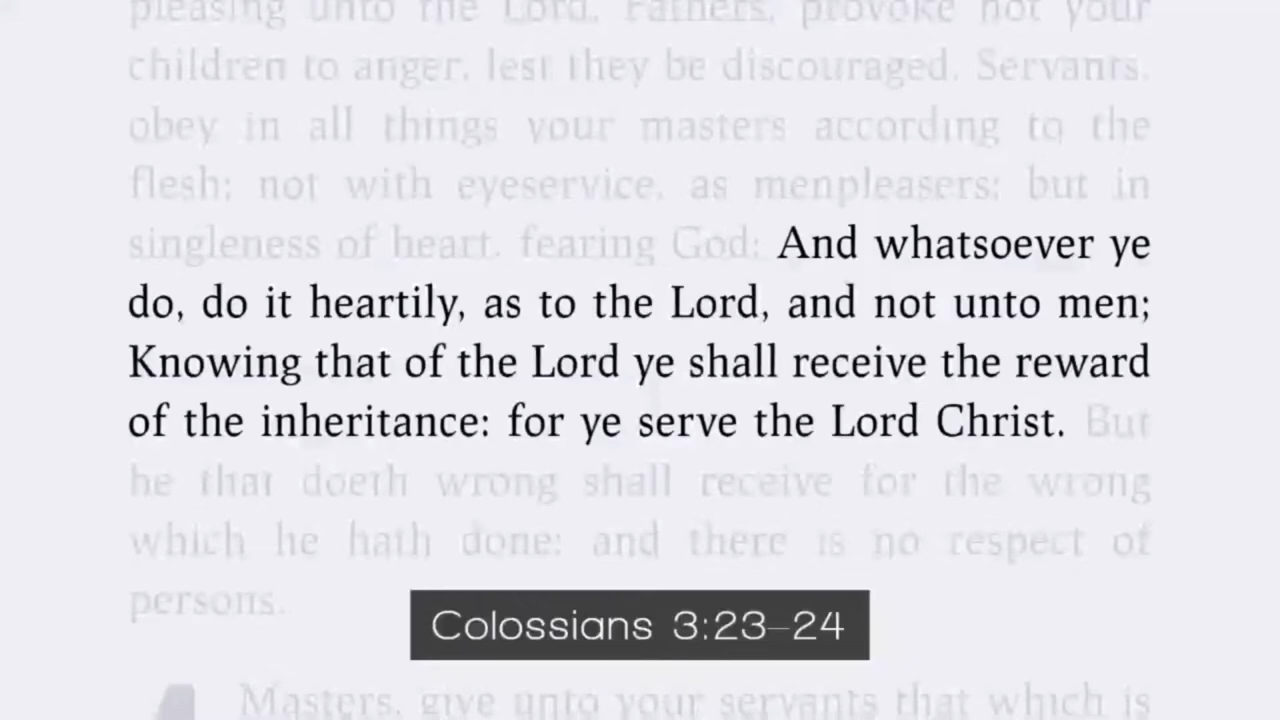 pleasing unto the Lord. Fathers, provoke not your
children to anger, lest they be discouraged. Servants,
obey in all things your masters according to the
flesh; not with eyeservice, as menpleasers; but in
singleness of heart, fearing God: And whatsoever ye
do, do it heartily, as to the Lord, and not unto men;
Knowing that of the Lord ye shall receive the reward
of the inheritance: for ye serve the Lord Christ. But
he that doeth wrong shall receive for the wrong
which he hath done: and there is no respect of
persons.
Colossians 3:23–24
Masters, give unto your servants that which is